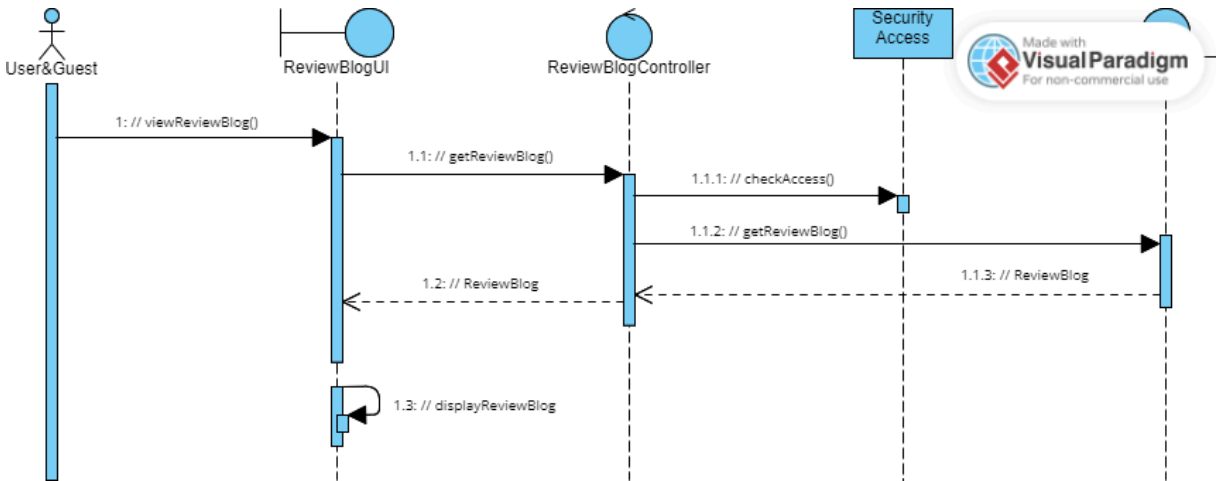 Security
Access
Made with
Visual Paradigm
For non-commercial use
User&Guest
ReviewBlogUI
ReviewBlogController
1: // viewReviewBlog()
1.1: // getReviewBlog()
1.1.1: // checkAccess()
1.1.2: // getReviewBlog()
1.1.3: // ReviewBlog
1.2: // ReviewBlog
1.3: // displayReviewBlog